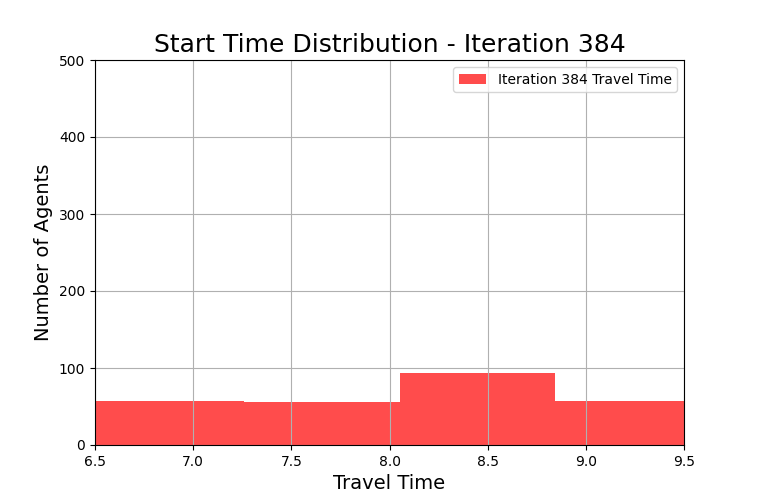 Start Time Distribution - Iteration 384
500
400
300
200
100
0
Number of Agents
Iteration 384 Travel Time
6.5 7.0 7.5 8.0 8.5 9.0 9.5
Travel Time